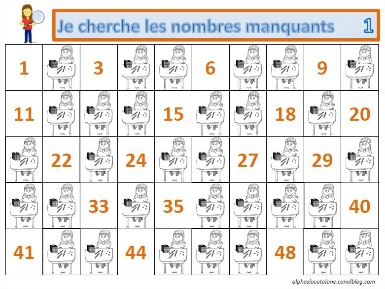 Je cherche les nombres manquants 1
1 3 6 9
11 15 18 20
22 24 27 29
33 35 40
41 44 48
alphaslocatelane.canalblog.com